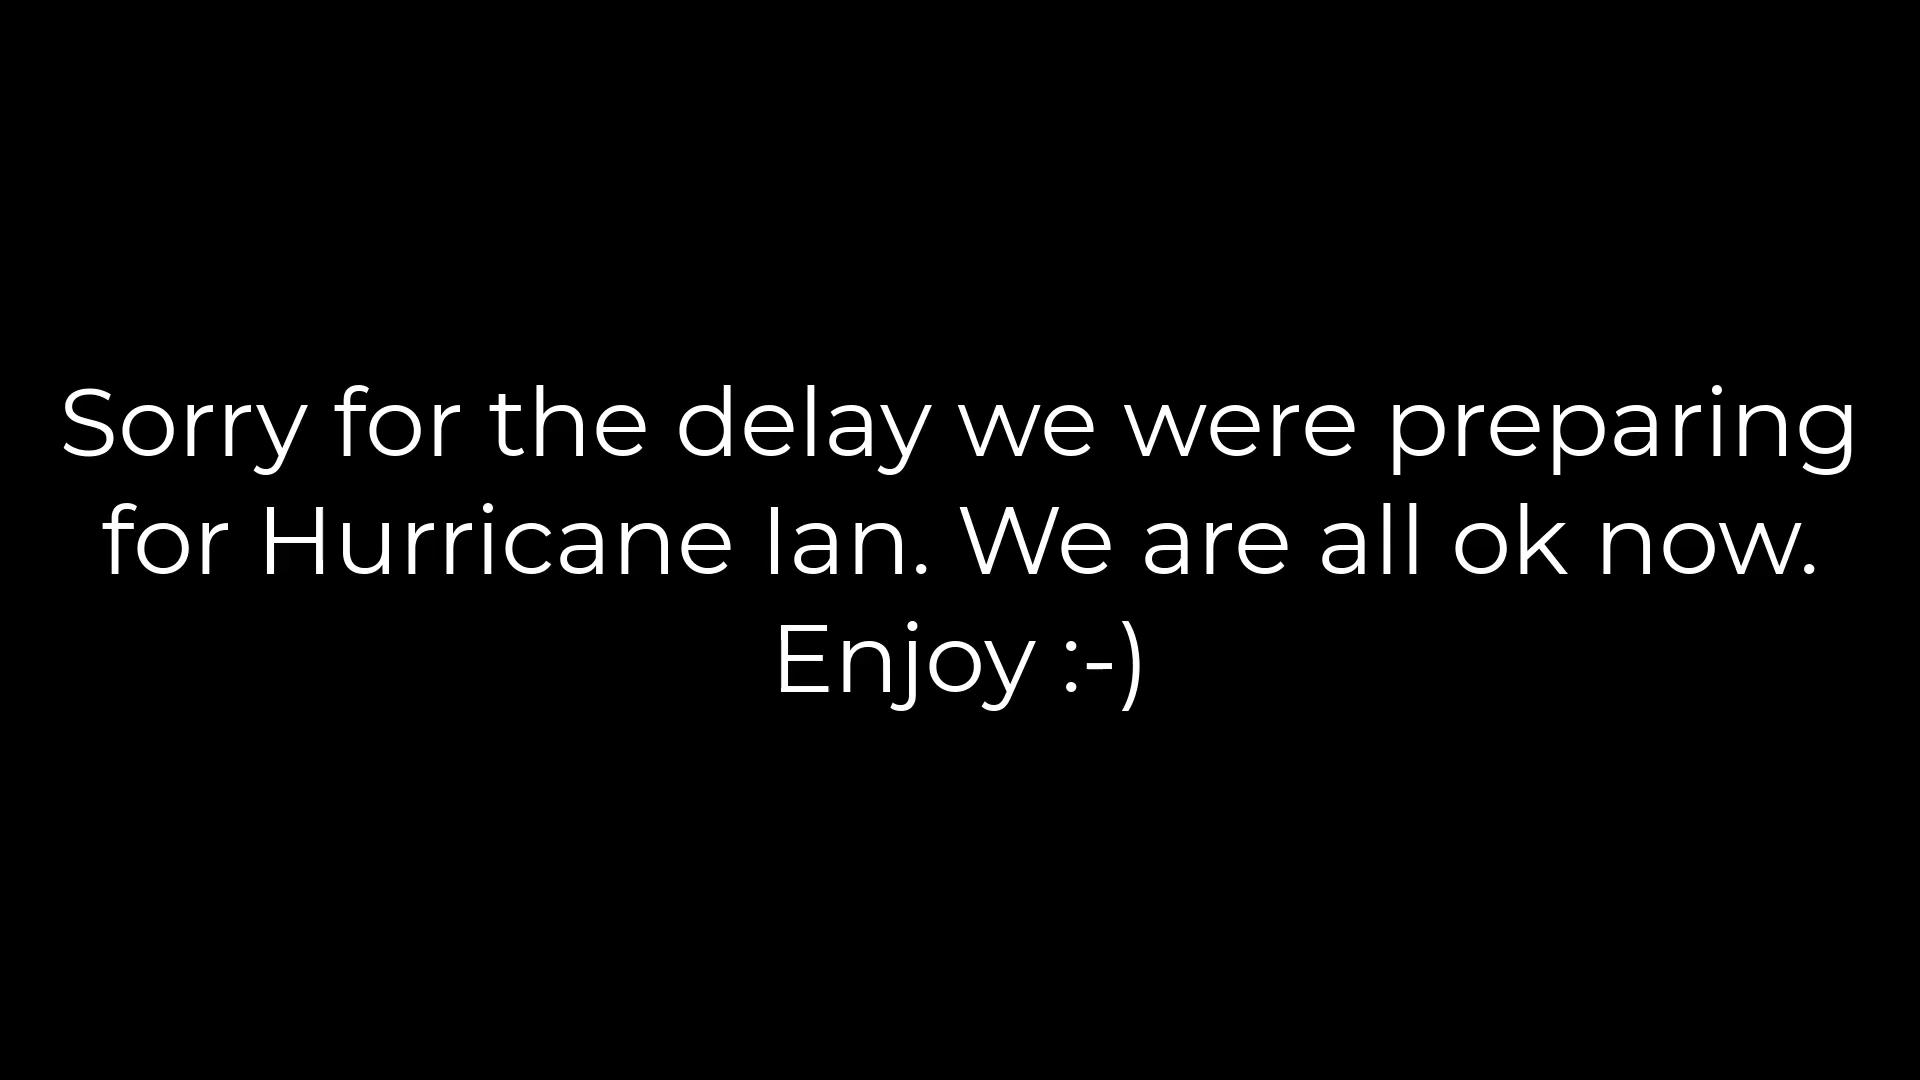 Sorry for the delay we were preparing
for Hurricane Ian. We are all ok now.
Enjoy :-)